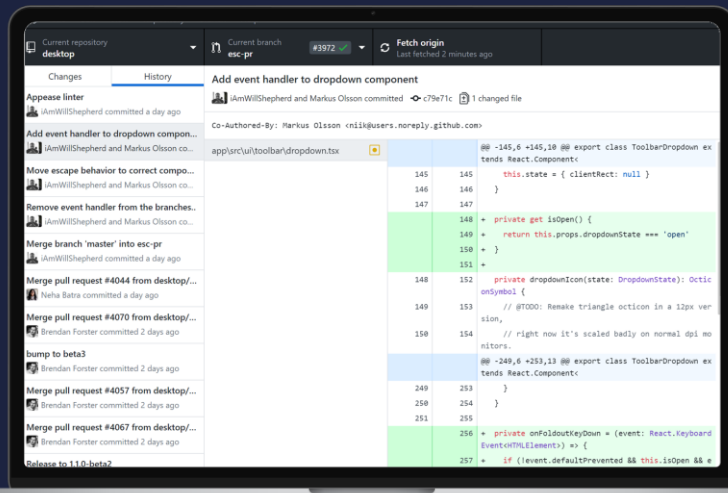 Current repository
desktop
Current branch
esc-pr
#3972
Fetch origin
Last fetched 2 minutes ago
Changes
History
Appease linter
iAmWillShepherd committed a day ago
Add event handler to dropdown compon...
iAmWillShepherd and Markus Olsson co...
Move escape behavior to correct compo...
iAmWillShepherd and Markus Olsson co...
Remove event handler from the branches..
iAmWillShepherd and Markus Olsson co...
Merge branch 'master' into esc-pr
iAmWillShepherd committed a day ago
Merge pull request #4044 from desktop/...
Neha Batra committed a day ago
Merge pull request #4070 from desktop/...
Brendan Forster committed 2 days ago
bump to beta3
Brendan Forster committed 2 days ago
Merge pull request #4057 from desktop/...
Brendan Forster committed 2 days ago
Merge pull request #4067 from desktop/...
Brendan Forster committed 2 days ago
Release to 1.1.0-beta2
Add event handler to dropdown component
iAmWillShepherd and Markus Olsson committed c79e71c 1 changed file
Co-Authored-By: Markus Olsson <niik@users.noreply.github.com>
app\src\ui\toolbar\dropdown.tsx
@@ -145,6 +145,10 @@ export class ToolbarDropdown ex
tends React.Component<
145 145 this.state = { clientRect: null }
146 146 }
147 147
148 + private get isOpen() {
149 + return this.props.dropdownState === 'open'
150 + }
151 +
148 152 private dropdownIcon(state: DropdownState): Octic
onSymbol {
149 153 // @TODO: Remake triangle octicon in a 12px ver
sion,
150 154 // right now it's scaled badly on normal dpi mo
nitors.
@@ -249,6 +253,13 @@ export class ToolbarDropdown ex
tends React.Component<
249 253 }
250 254 }
251 255
256 + private onFoldoutKeyDown = (event: React.Keyboard
Event<HTMLElement>) => {
257 + if (!event.defaultPrevented && this.isOpen && e